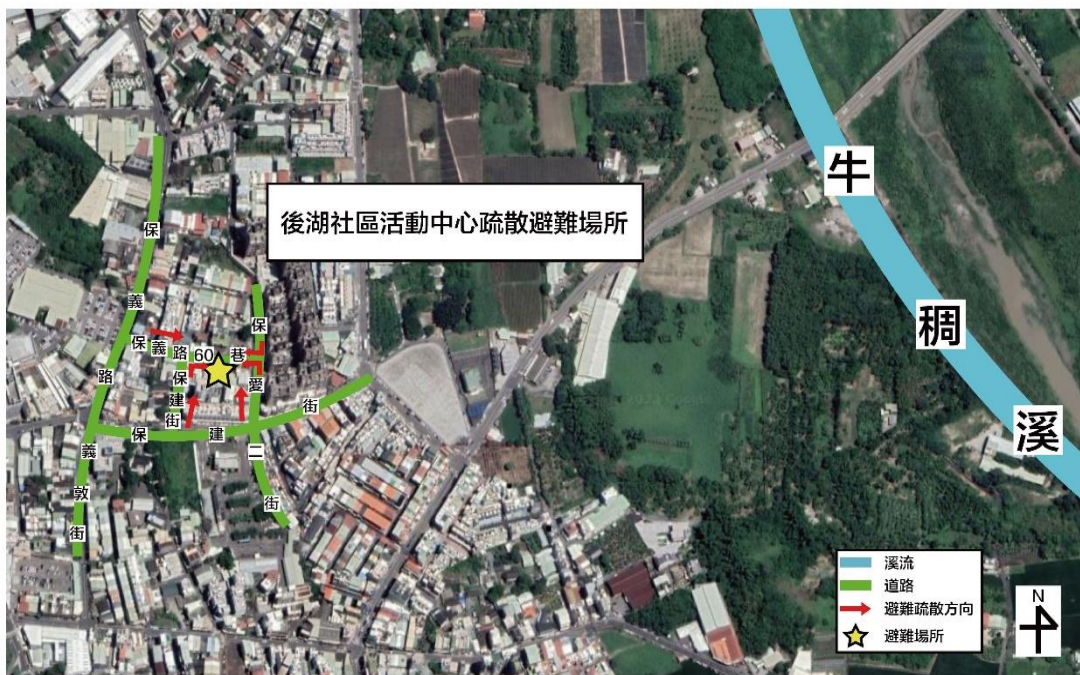 後湖社區活動中心疏散避難場所
牛稠溪
保義路
保義路60巷
保建街
保愛二街
保建街
義敦街
溪流
道路
避難疏散方向
避難場所
N